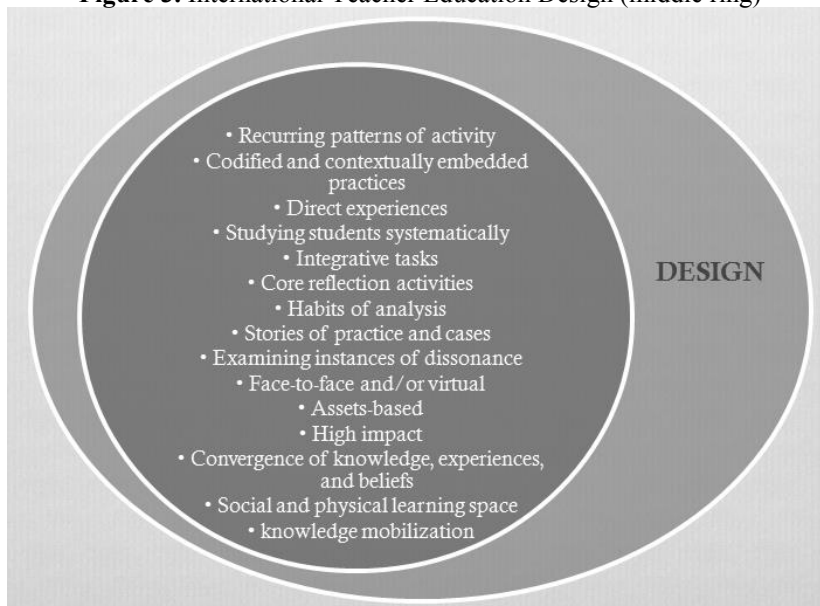 Figure 3. International Teacher Education Design (middle ring)
• Recurring patterns of activity
• Codified and contextually embedded
practices
• Direct experiences
• Studying students systematically
• Integrative tasks
• Core reflection activities
• Habits of analysis
• Stories of practice and cases
• Examining instances of dissonance
• Face-to-face and/or virtual
• Assets-based
• High impact
• Convergence of knowledge, experiences,
and beliefs
• Social and physical learning space
• knowledge mobilization
DESIGN